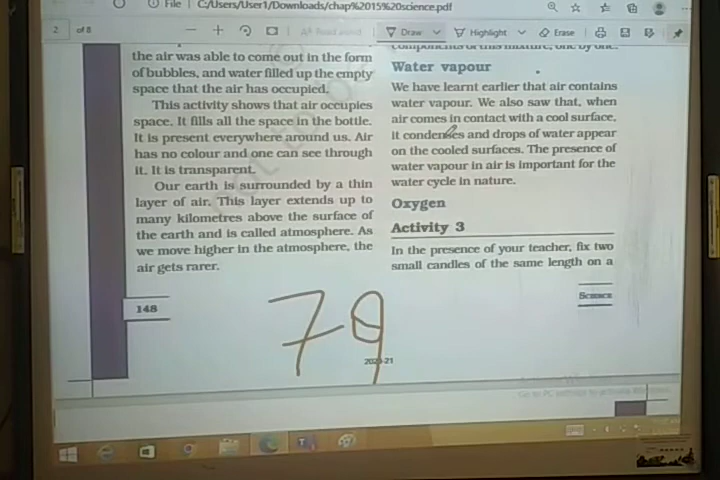 File | C:/Users/User1/Downloads/chap%2015%20science.pdf
2 of 8
Read aloud
Draw
Highlight
Erase
the air was able to come out in the form
of bubbles, and water filled up the empty
space that the air has occupied.
This activity shows that air occupies
space. It fills all the space in the bottle.
It is present everywhere around us. Air
has no colour and one can see through
it. It is transparent.
Our earth is surrounded by a thin
layer of air. This layer extends up to
many kilometres above the surface of
the earth and is called atmosphere. As
we move higher in the atmosphere, the
air gets rarer.
148
components of this mixture, one by one.
Water vapour
We have learnt earlier that air contains
water vapour. We also saw that, when
air comes in contact with a cool surface,
it condenses and drops of water appear
on the cooled surfaces. The presence of
water vapour in air is important for the
water cycle in nature.
Oxygen
Activity 3
In the presence of your teacher, fix two
small candles of the same length on a
Science
79
2020-21